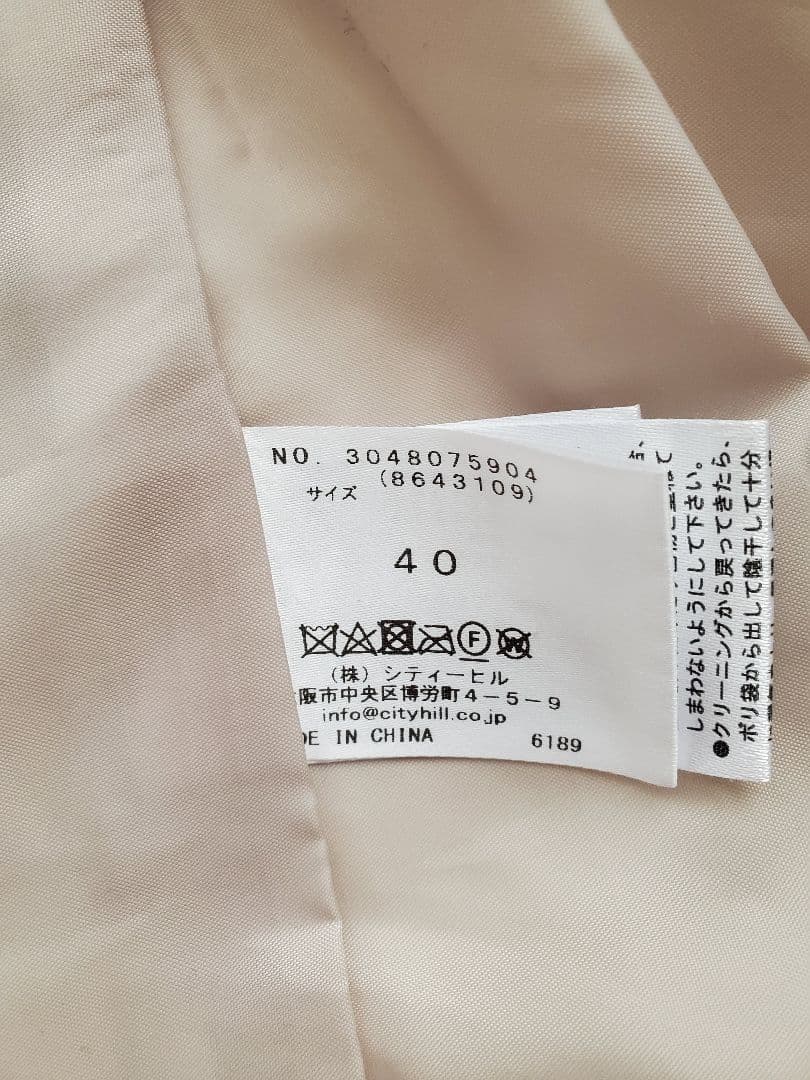 NO. 3048075904
(8643109)
サイズ
40
F
W
(株) シティーヒル
阪市中央区博労町4-5-9
info@cityhill.co.jp
DE IN CHINA
6189
しまわないようにして下さい。
●クリーニングから戻ってきたら、
ポリ袋から出して陰干しして十分